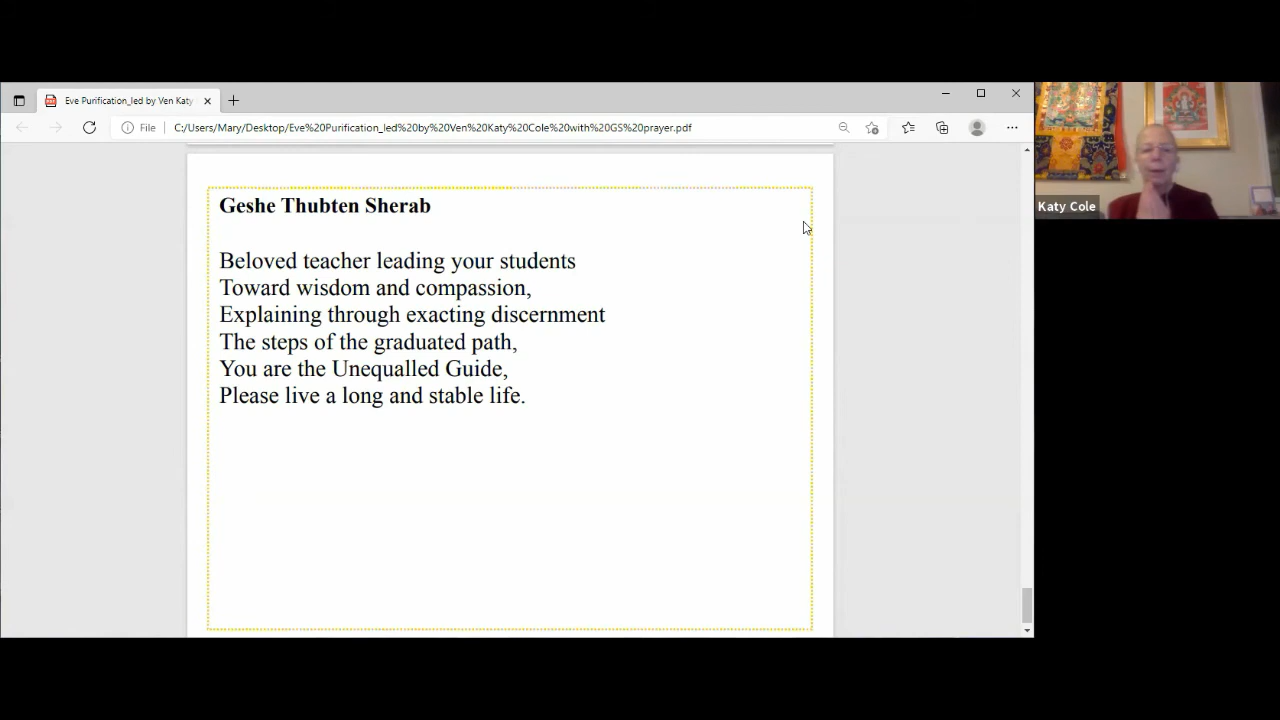 Eve Purification_led by Ven Katy
File
C:/Users/Mary/Desktop/Eve%20Purification_led%20by%20Ven%20Katy%20Cole%20with%20GS%20prayer.pdf
Katy Cole
Geshe Thubten Sherab
Beloved teacher leading your students
Toward wisdom and compassion,
Explaining through exacting discernment
The steps of the graduated path,
You are the Unequalled Guide,
Please live a long and stable life.